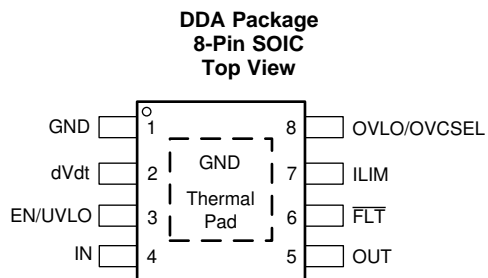 DDA Package
8-Pin SOIC
Top View
GND 1 8 OVLO/OVCSEL
dVdt 2 GND 7 ILIM
EN/UVLO 3 Thermal Pad 6 F̅L̅T̅
IN 4 5 OUT